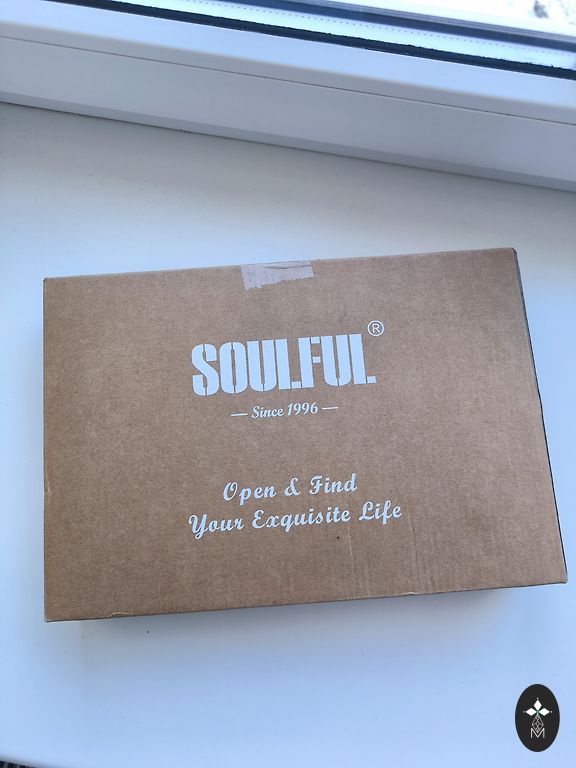 SOULFUL®
— Since 1996 —
Open & Find
Your Exquisite Life
M